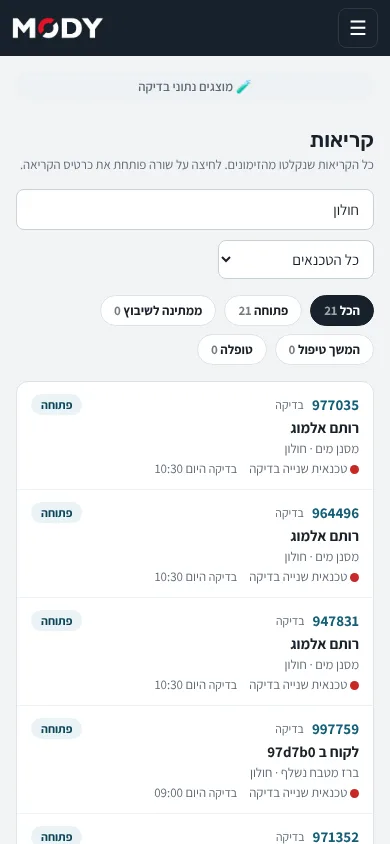 MODY
☰
🧪 מוצגים נתוני בדיקה
קריאות
כל הקריאות שנקלטו מהזימונים. לחיצה על שורה פותחת את כרטיס הקריאה.
חולון
כל הטכנאים
הכל 21 פתוחה 21 ממתינה לשיבוץ 0
המשך טיפול 0 טופלה 0
977035 בדיקה פתוחה
רותם אלמוג
מסנן מים · חולון
טכנאית שנייה בדיקה בדיקה היום 10:30
964496 בדיקה פתוחה
רותם אלמוג
מסנן מים · חולון
טכנאית שנייה בדיקה בדיקה היום 10:30
947831 בדיקה פתוחה
רותם אלמוג
מסנן מים · חולון
טכנאית שנייה בדיקה בדיקה היום 10:30
997759 בדיקה פתוחה
לקוח ב 97d7b0
ברז מטבח נשלף · חולון
טכנאית שנייה בדיקה בדיקה היום 09:00
971352 בדיקה פתוחה